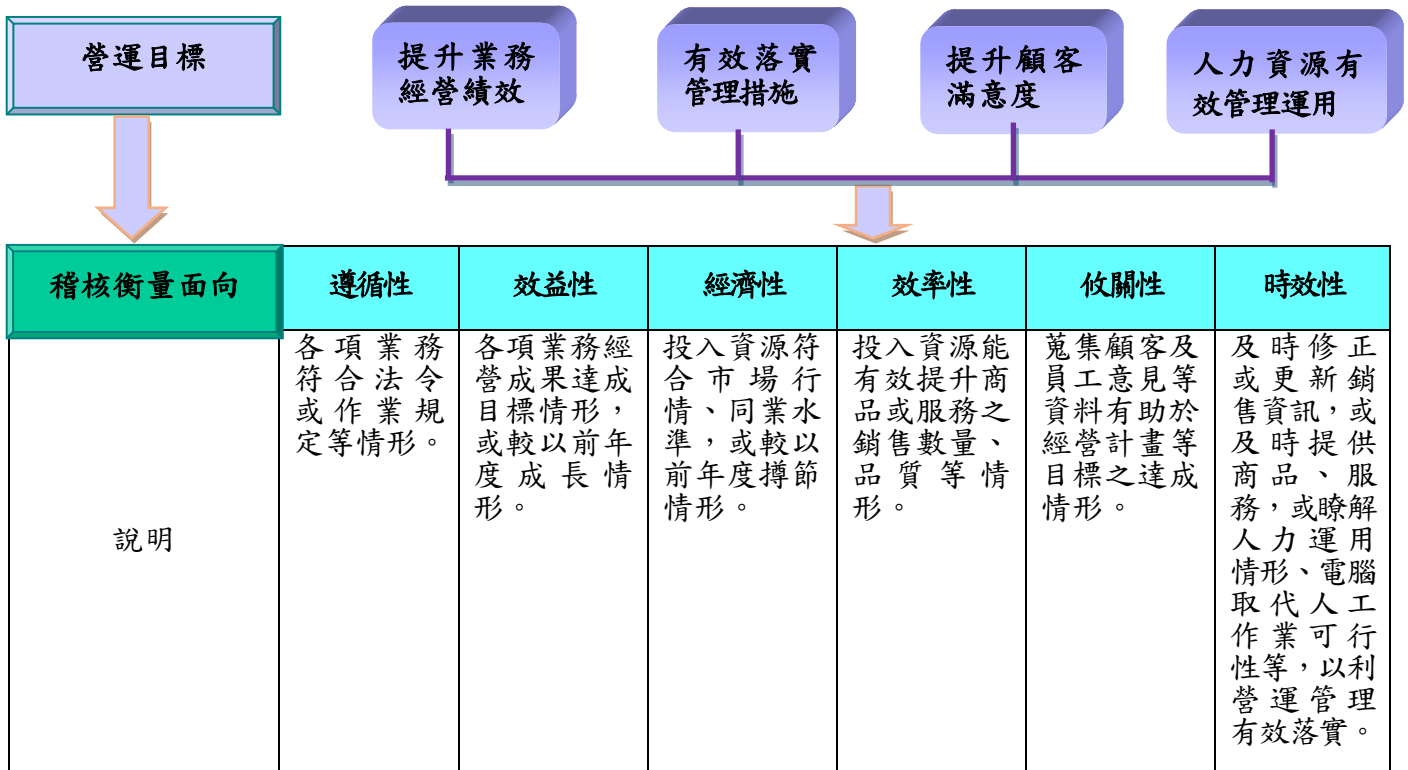 營運目標
提升業務
經營績效
有效落實
管理措施
提升顧客
滿意度
人力資源有
效管理運用
稽核衡量面向
遵循性
效益性
經濟性
效率性
攸關性
時效性
說明
各項業務
符合法令
或作業規
定等情形。
各項業務經
營成果達成
目標情形，
或較以前年
度成長情
形。
投入資源符
合市場行
情、同業水
準，或較以
前年度撙節
情形。
投入資源能
有效提升商
品或服務之
銷售數量、
品質等情
形。
蒐集顧客及
員工意見等
資料有助於
經營計畫等
目標之達成
情形。
及時修正
或更新銷
售資訊，或
及時提供
商品、服
務，或瞭解
人力運用
情形、電腦
取代人工
作業可行
性等，以利
營運管理
有效落實。